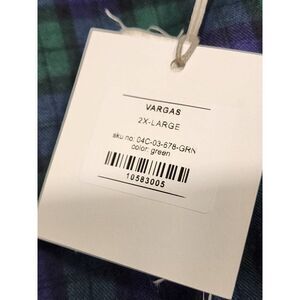 VARGAS
2X-LARGE
sku no: 04C-03-678-GRN
color: green
10583005